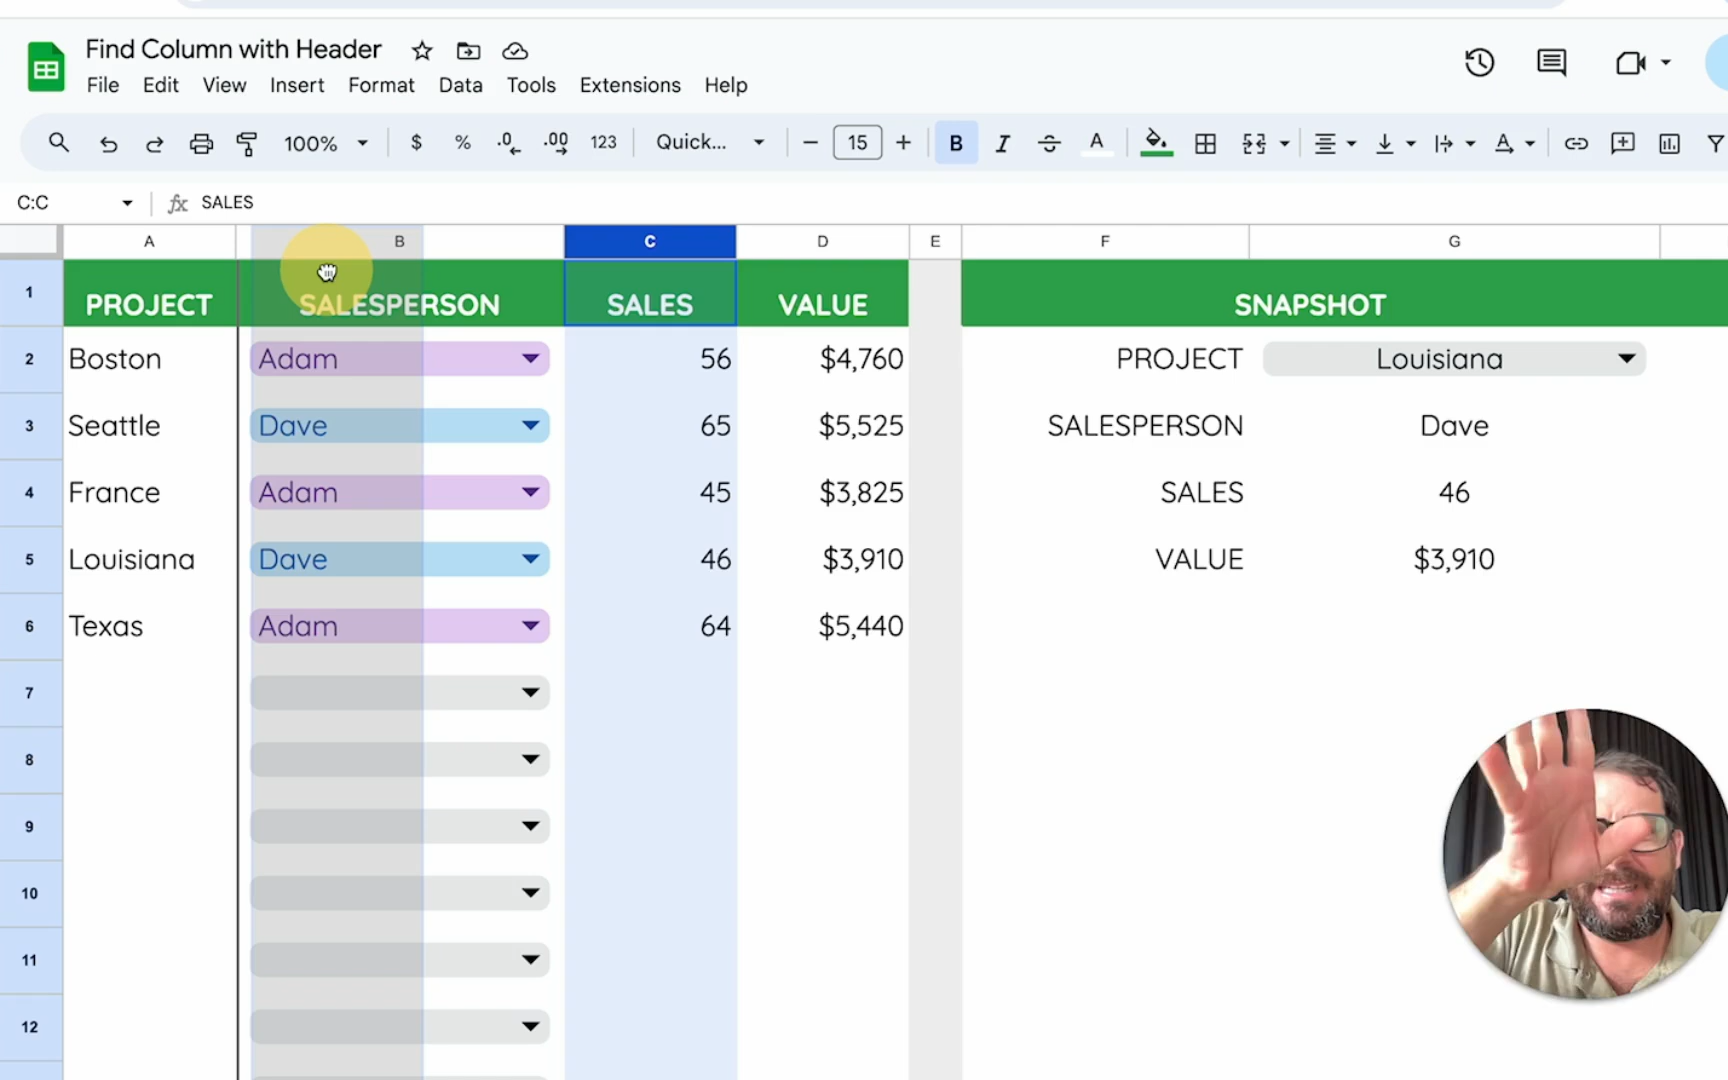 Find Column with Header
File Edit View Insert Format Data Tools Extensions Help
100% $ % .0 .00 123 Quick... 15 B I A
C:C fx SALES
A B C D E F G
1 PROJECT SALESPERSON SALES VALUE SNAPSHOT
2 Boston Adam 56 $4,760 PROJECT Louisiana
3 Seattle Dave 65 $5,525 SALESPERSON Dave
4 France Adam 45 $3,825 SALES 46
5 Louisiana Dave 46 $3,910 VALUE $3,910
6 Texas Adam 64 $5,440
7
8
9
10
11
12